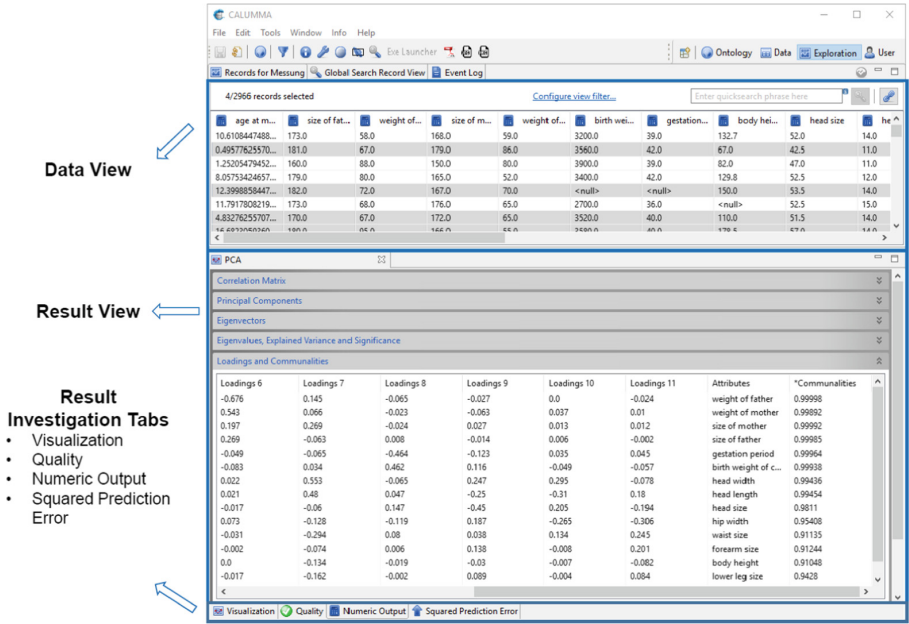 CALUMMA
File Edit Tools Window Info Help
Exe Launcher Ontology Data Exploration User
Records for Messung Global Search Record View Event Log
4/2966 records selected Configure view filter... Enter quicksearch phrase here
age at m... size of fat... weight of... size of m... weight of... birth wei... gestation... body hei... head size he
10.6108447488... 173.0 58.0 168.0 59.0 3200.0 39.0 132.7 52.0 14.0
0.49577625570... 181.0 67.0 179.0 86.0 3560.0 42.0 67.0 42.5 11.0
1.25205479452... 160.0 88.0 150.0 80.0 3900.0 39.0 82.0 47.0 11.0
8.05753424657... 179.0 80.0 165.0 52.0 3400.0 42.0 129.8 52.5 12.0
12.3998858447... 182.0 72.0 167.0 70.0 <null> <null> 150.0 53.5 14.0
11.7917808219... 173.0 68.0 176.0 65.0 2700.0 36.0 <null> 52.5 15.0
4.83276255707... 170.0 67.0 172.0 65.0 3520.0 40.0 110.0 51.5 14.0
16.6823059360... 180.0 95.0 166.0 55.0 3580.0 40.0 178.5 57.0 14.0
Data View
PCA
Correlation Matrix
Principal Components
Eigenvectors
Eigenvalues, Explained Variance and Significance
Loadings and Communalities
Result View
Loadings 6 Loadings 7 Loadings 8 Loadings 9 Loadings 10 Loadings 11 Attributes *Communalities
-0.676 0.145 -0.065 -0.027 0.0 -0.024 weight of father 0.99998
0.543 0.066 -0.023 -0.063 0.037 0.01 weight of mother 0.99892
0.197 0.269 -0.024 0.027 0.013 0.012 size of mother 0.99992
0.269 -0.063 0.008 -0.014 0.006 -0.002 size of father 0.99985
-0.049 -0.065 -0.464 -0.123 0.035 0.045 gestation period 0.99964
-0.083 0.034 0.462 0.116 -0.049 -0.057 birth weight of c... 0.99938
0.022 0.553 -0.065 0.247 0.295 -0.078 head width 0.99436
0.021 0.48 0.047 -0.25 -0.31 0.18 head length 0.99454
-0.017 -0.06 0.147 -0.45 0.205 -0.194 head size 0.9811
0.073 -0.128 -0.119 0.187 -0.265 -0.306 hip width 0.95408
-0.031 -0.294 0.08 0.038 0.134 0.245 waist size 0.91135
-0.002 -0.074 0.006 0.138 -0.008 0.201 forearm size 0.91244
0.0 -0.134 -0.019 -0.03 -0.007 -0.082 body height 0.91048
-0.017 -0.162 -0.002 0.089 -0.004 0.084 lower leg size 0.9428
Result
Investigation Tabs
• Visualization
• Quality
• Numeric Output
• Squared Prediction
Error
Visualization Quality Numeric Output Squared Prediction Error